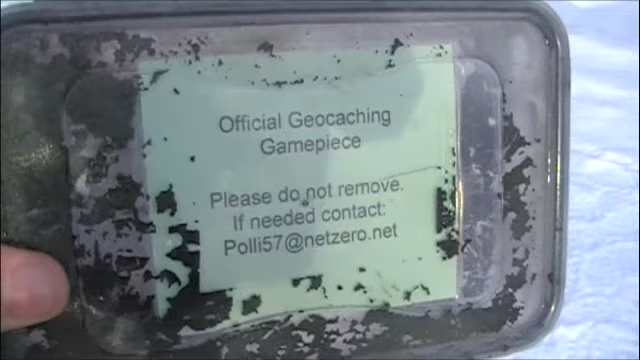 Official Geocaching
Gamepiece
Please do not remove.
If needed contact:
Polli57@netzero.net